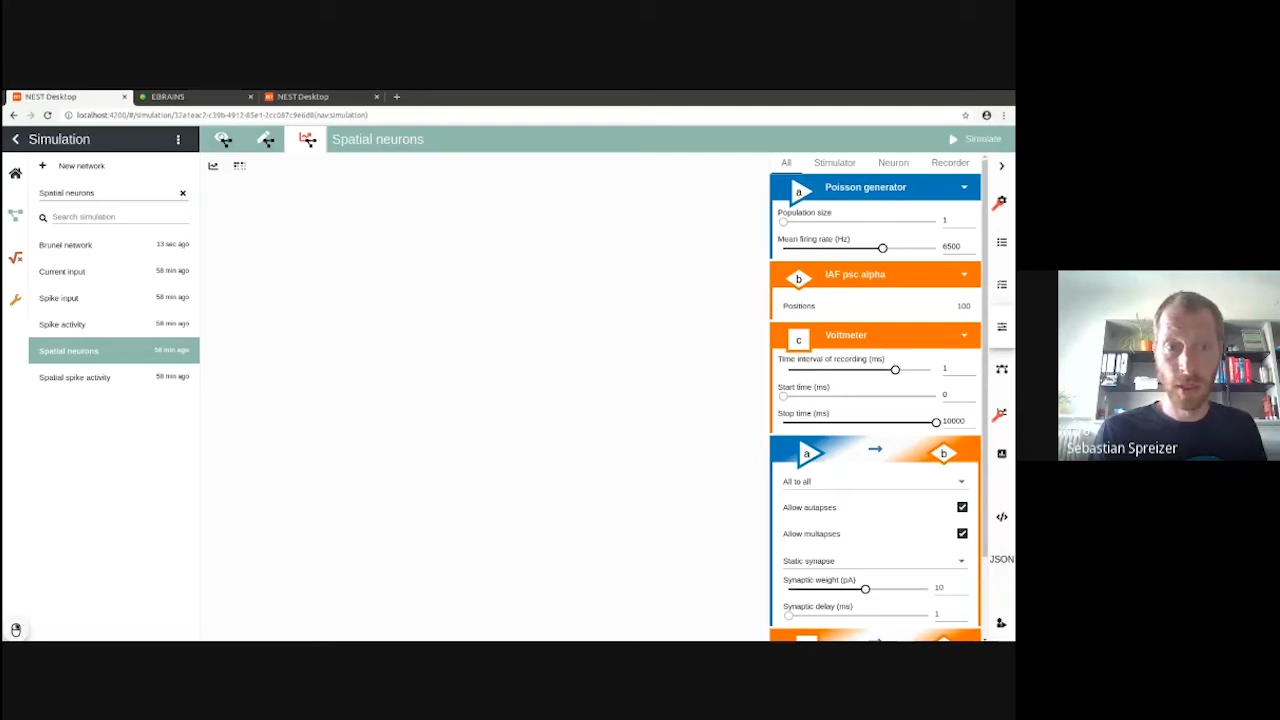 NEST Desktop
EBRAINS
NEST Desktop
Simulation
Spatial neurons
Simulate
New network
Spatial neurons
Search simulation
Brunel network 13 sec ago
Current input 58 min ago
Spike input 58 min ago
Spike activity 58 min ago
Spatial neurons 58 min ago
Spatial spike activity 58 min ago
All Stimulator Neuron Recorder
a Poisson generator
Population size
1
Mean firing rate (Hz)
6500
b IAF psc alpha
Positions 100
c Voltmeter
Time interval of recording (ms)
1
Start time (ms)
0
Stop time (ms)
10000
a b
All to all
Allow autapses
Allow multapses
Static synapse
Synaptic weight (pA)
10
Synaptic delay (ms)
1
JSON
Sebastian Spreizer